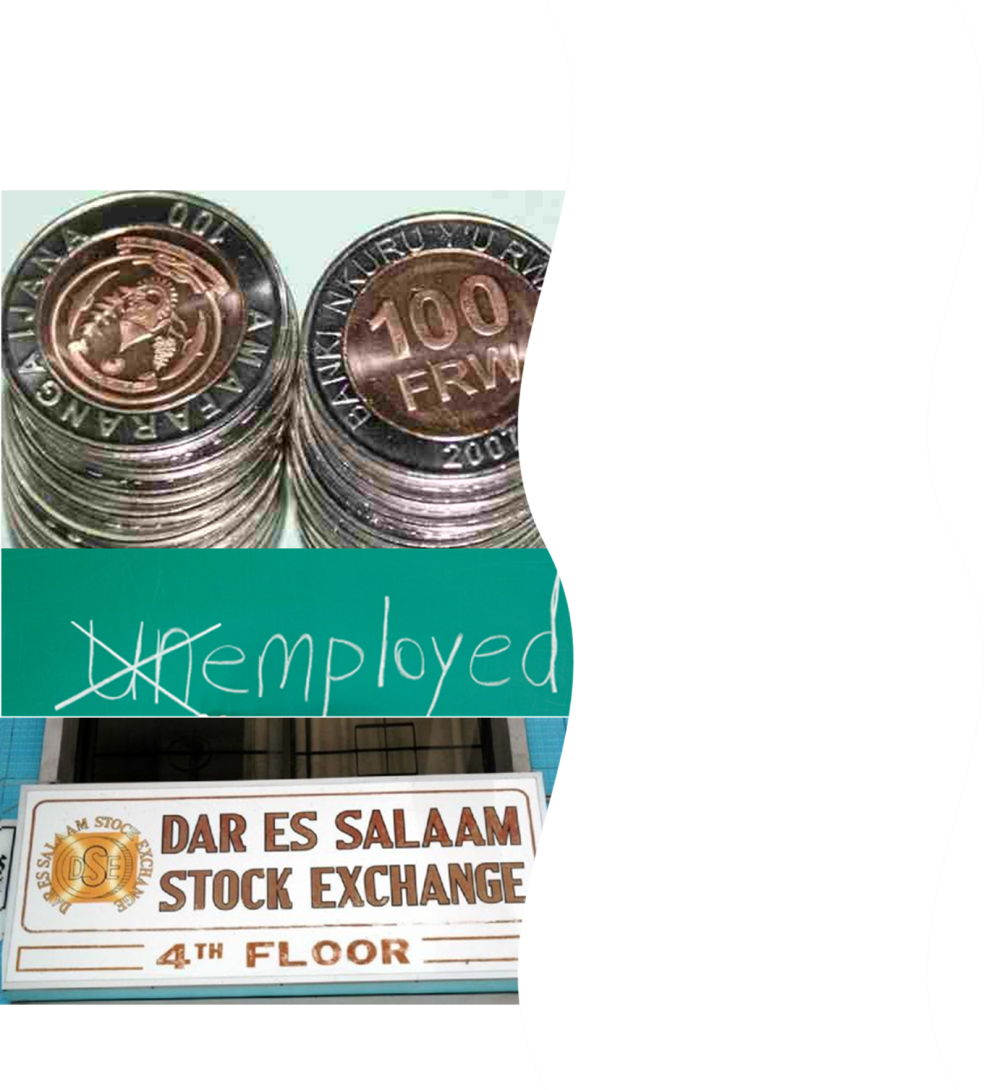 AMAFARANGA IJANA
100
BANKI NKURU Y'U RW
100
FRW
2007
Unemployed
DAR ES SALAAM STOCK EXCHANGE
DSE
DAR ES SALAAM
STOCK EXCHANGE
4TH FLOOR